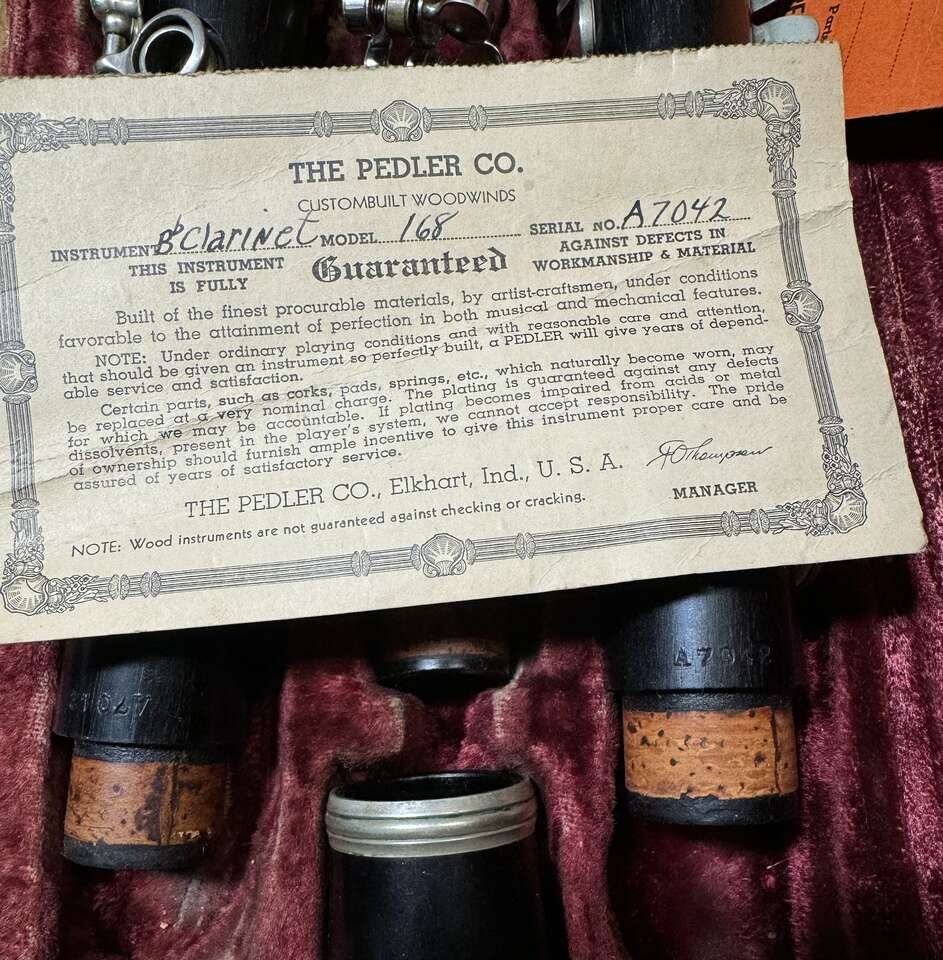 THE PEDLER CO.
CUSTOMBUILT WOODWINDS
INSTRUMENT B♭ Clarinet MODEL 168 SERIAL NO. A7042
THIS INSTRUMENT IS FULLY Guaranteed AGAINST DEFECTS IN WORKMANSHIP & MATERIAL
Built of the finest procurable materials, by artist-craftsmen, under conditions
favorable to the attainment of perfection in both musical and mechanical features.
NOTE: Under ordinary playing conditions and with reasonable care and attention,
that should be given an instrument so perfectly built, a PEDLER will give years of depend-
able service and satisfaction.
Certain parts, such as corks, pads, springs, etc., which naturally become worn, may
be replaced at a very nominal charge. The plating is guaranteed against any defects
for which we may be accountable. If plating becomes impaired from acids or metal
dissolvents, present in the player's system, we cannot accept responsibility. The pride
of ownership should furnish ample incentive to give this instrument proper care and be
assured of years of satisfactory service.
THE PEDLER CO., Elkhart, Ind., U. S. A.
Thompson
MANAGER
NOTE: Wood instruments are not guaranteed against checking or cracking.
A7042
A7042